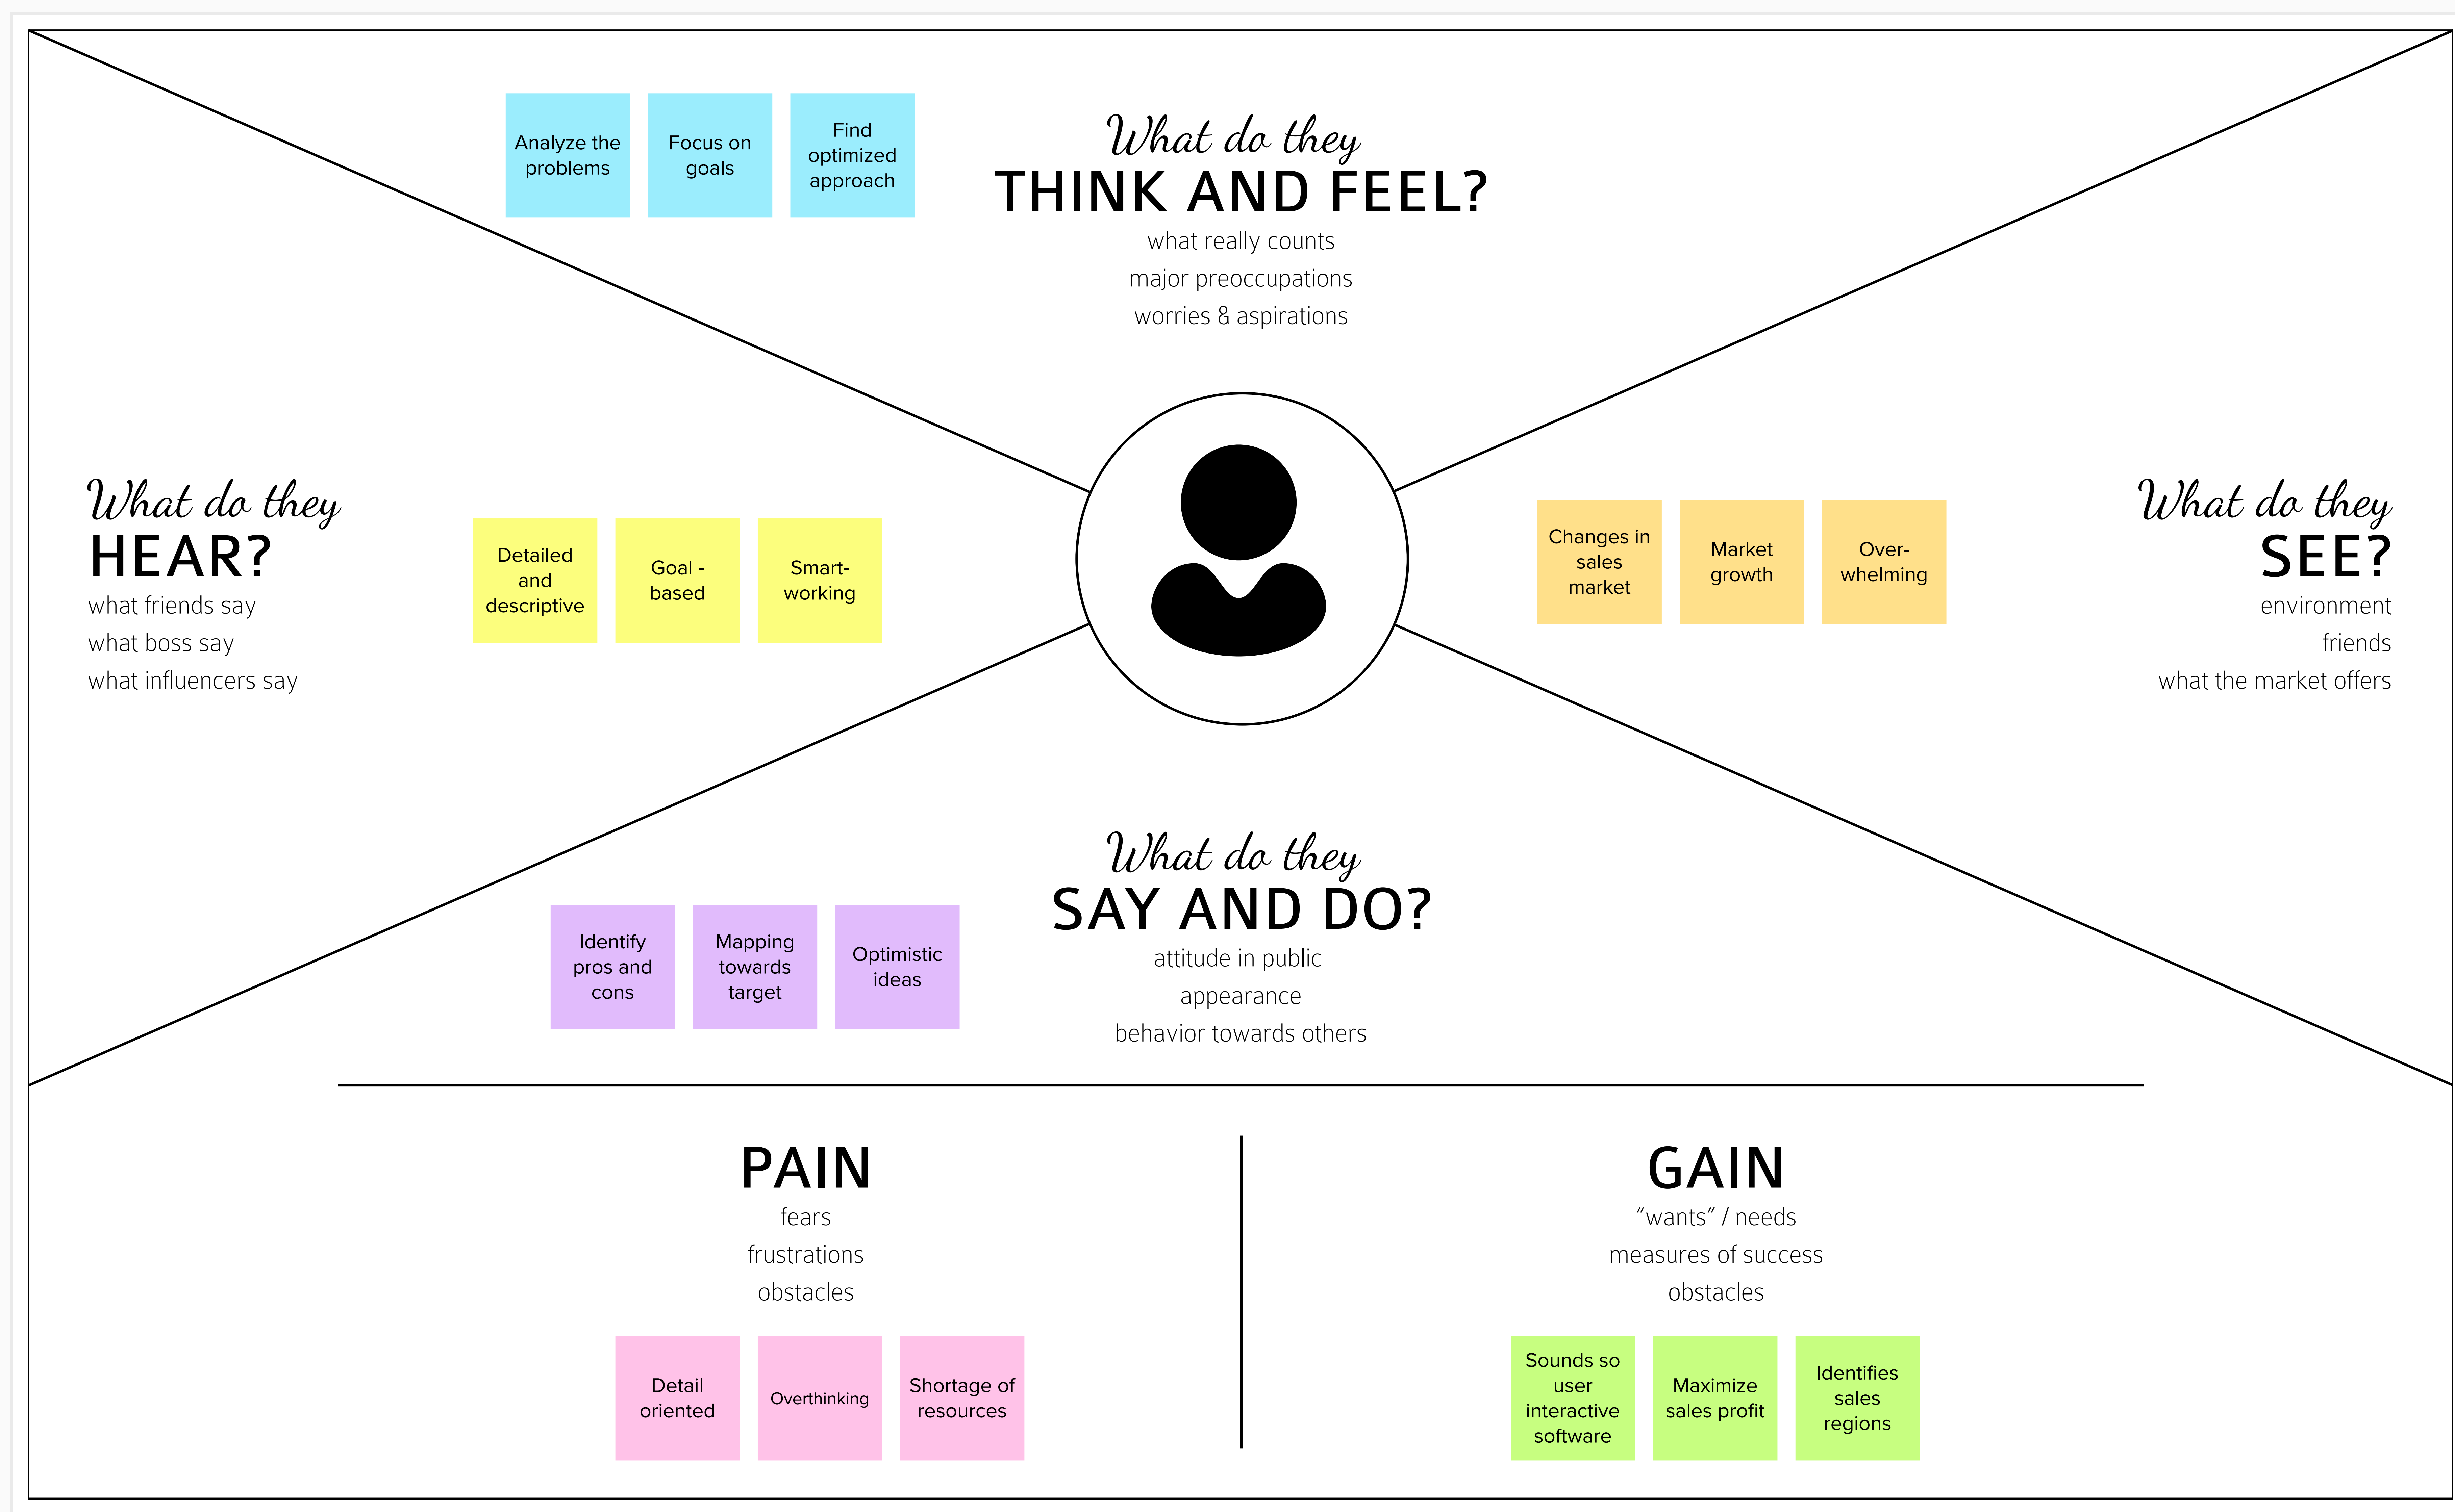 Analyze the
problems
Focus on
goals
Find
optimized
approach
What do they
THINK AND FEEL?
what really counts
major preoccupations
worries & aspirations
What do they
HEAR?
what friends say
what boss say
what influencers say
Detailed
and
descriptive
Goal -
based
Smart-
working
Changes in
sales
market
Market
growth
Over-
whelming
What do they
SEE?
environment
friends
what the market offers
What do they
SAY AND DO?
attitude in public
appearance
behavior towards others
Identify
pros and
cons
Mapping
towards
target
Optimistic
ideas
PAIN
fears
frustrations
obstacles
Detail
oriented
Overthinking
Shortage of
resources
GAIN
“wants” / needs
measures of success
obstacles
Sounds so
user
interactive
software
Maximize
sales profit
Identifies
sales
regions